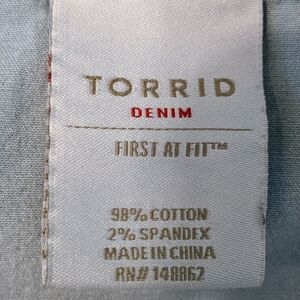 TORRID
DENIM
FIRST AT FIT™
98% COTTON
2% SPANDEX
MADE IN CHINA
RN# 148862